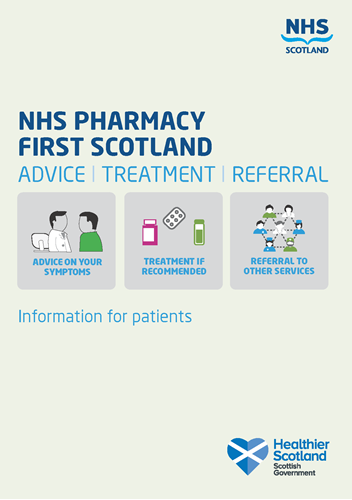 NHS
SCOTLAND
NHS PHARMACY
FIRST SCOTLAND
ADVICE | TREATMENT | REFERRAL
ADVICE ON YOUR
SYMPTOMS
TREATMENT IF
RECOMMENDED
REFERRAL TO
OTHER SERVICES
Information for patients
Healthier
Scotland
Scottish
Government